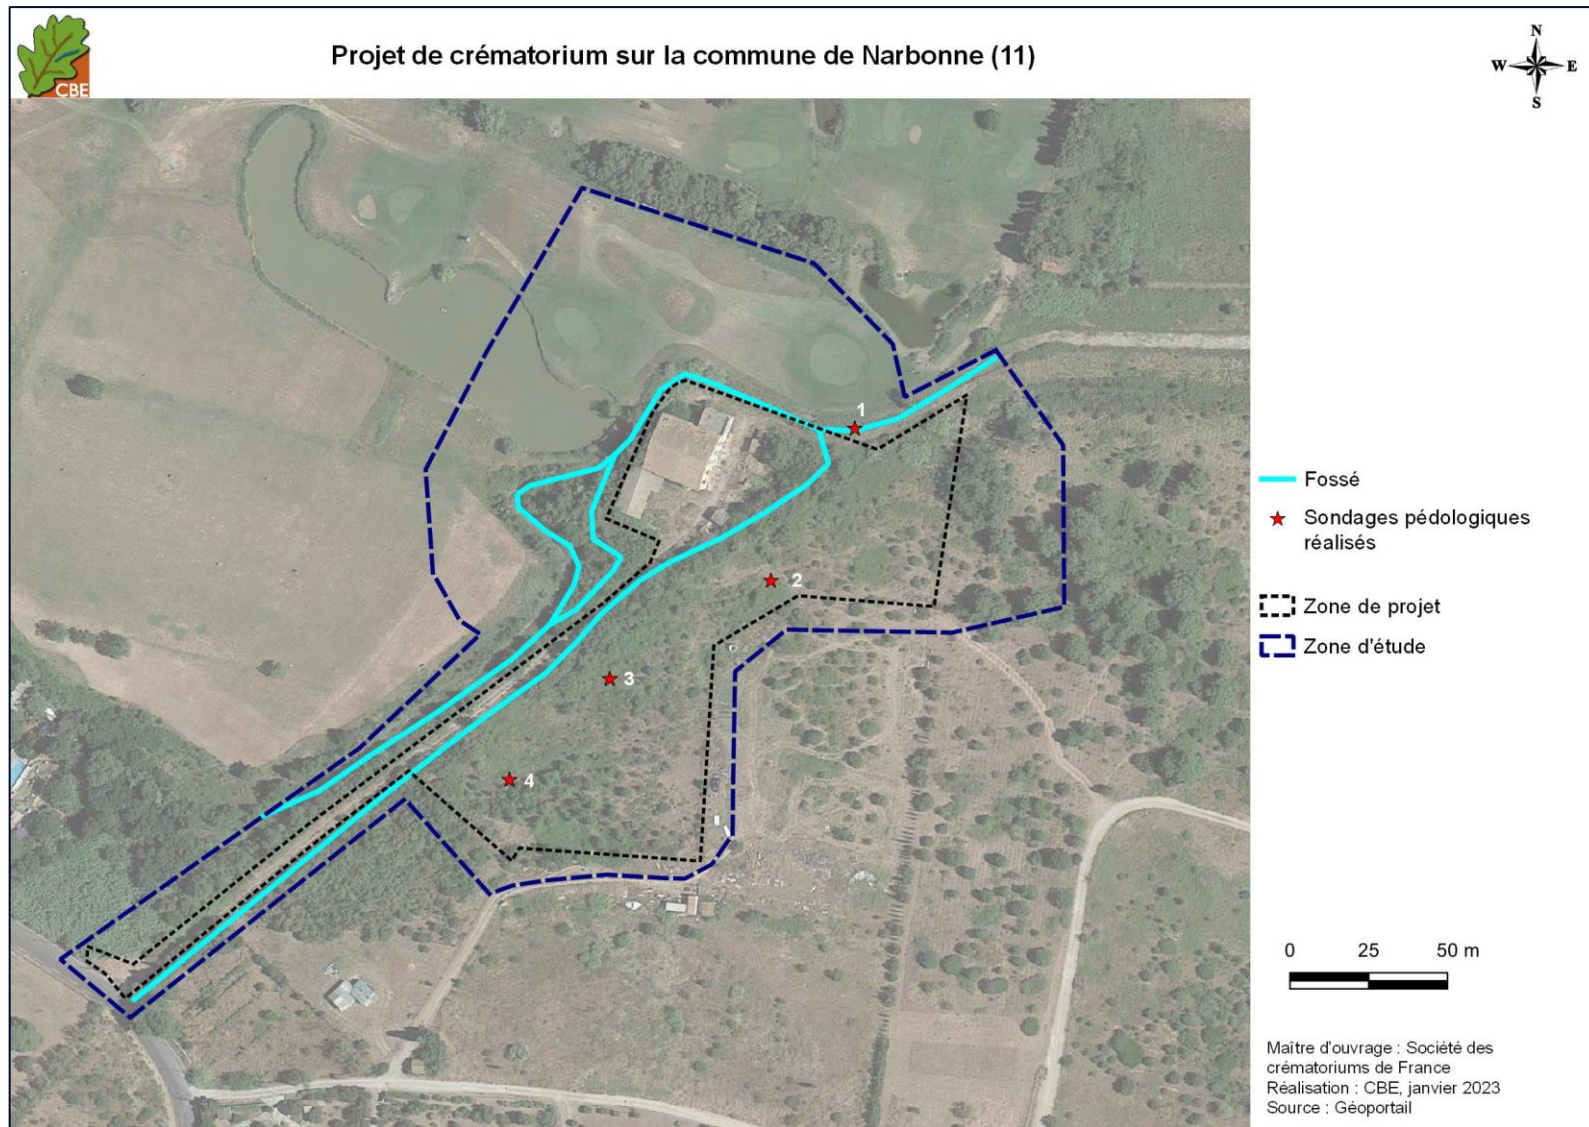 CBE
Projet de crématorium sur la commune de Narbonne (11)
N
W E
S
1
2
3
4
Fossé
Sondages pédologiques
réalisés
Zone de projet
Zone d'étude
0 25 50 m
Maître d'ouvrage : Société des
crématoriums de France
Réalisation : CBE, janvier 2023
Source : Géoportail